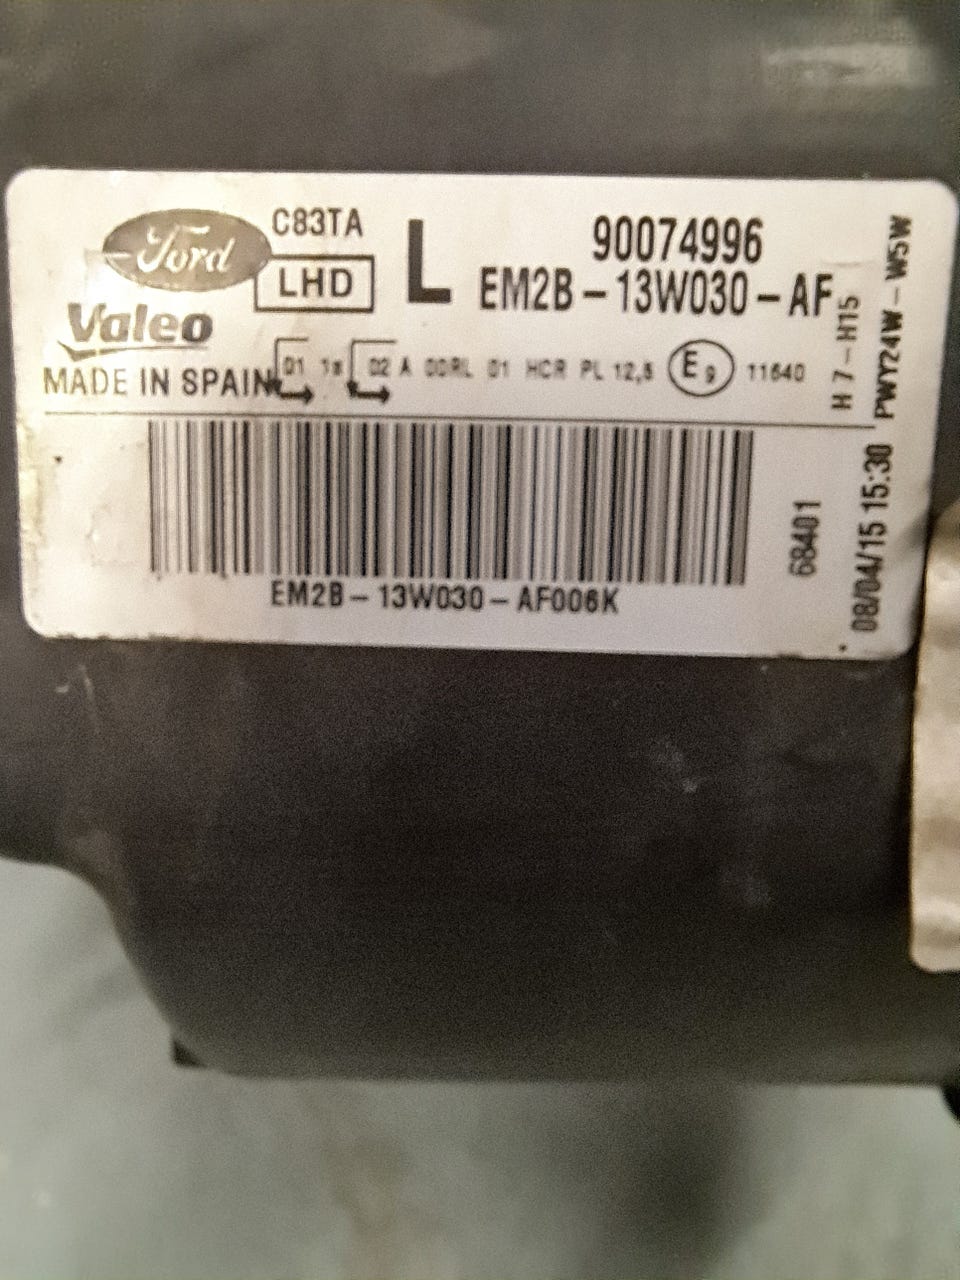 Ford
C83TA
LHD
L
90074996
EM2B-13W030-AF
Valeo
MADE IN SPAIN
01 1a 02 A 00RL 01 HCR PL 12,5 E9 11640
H7-H15
PWY24W-W5W
EM2B-13W030-AF006K
68401
08/04/15 15:30